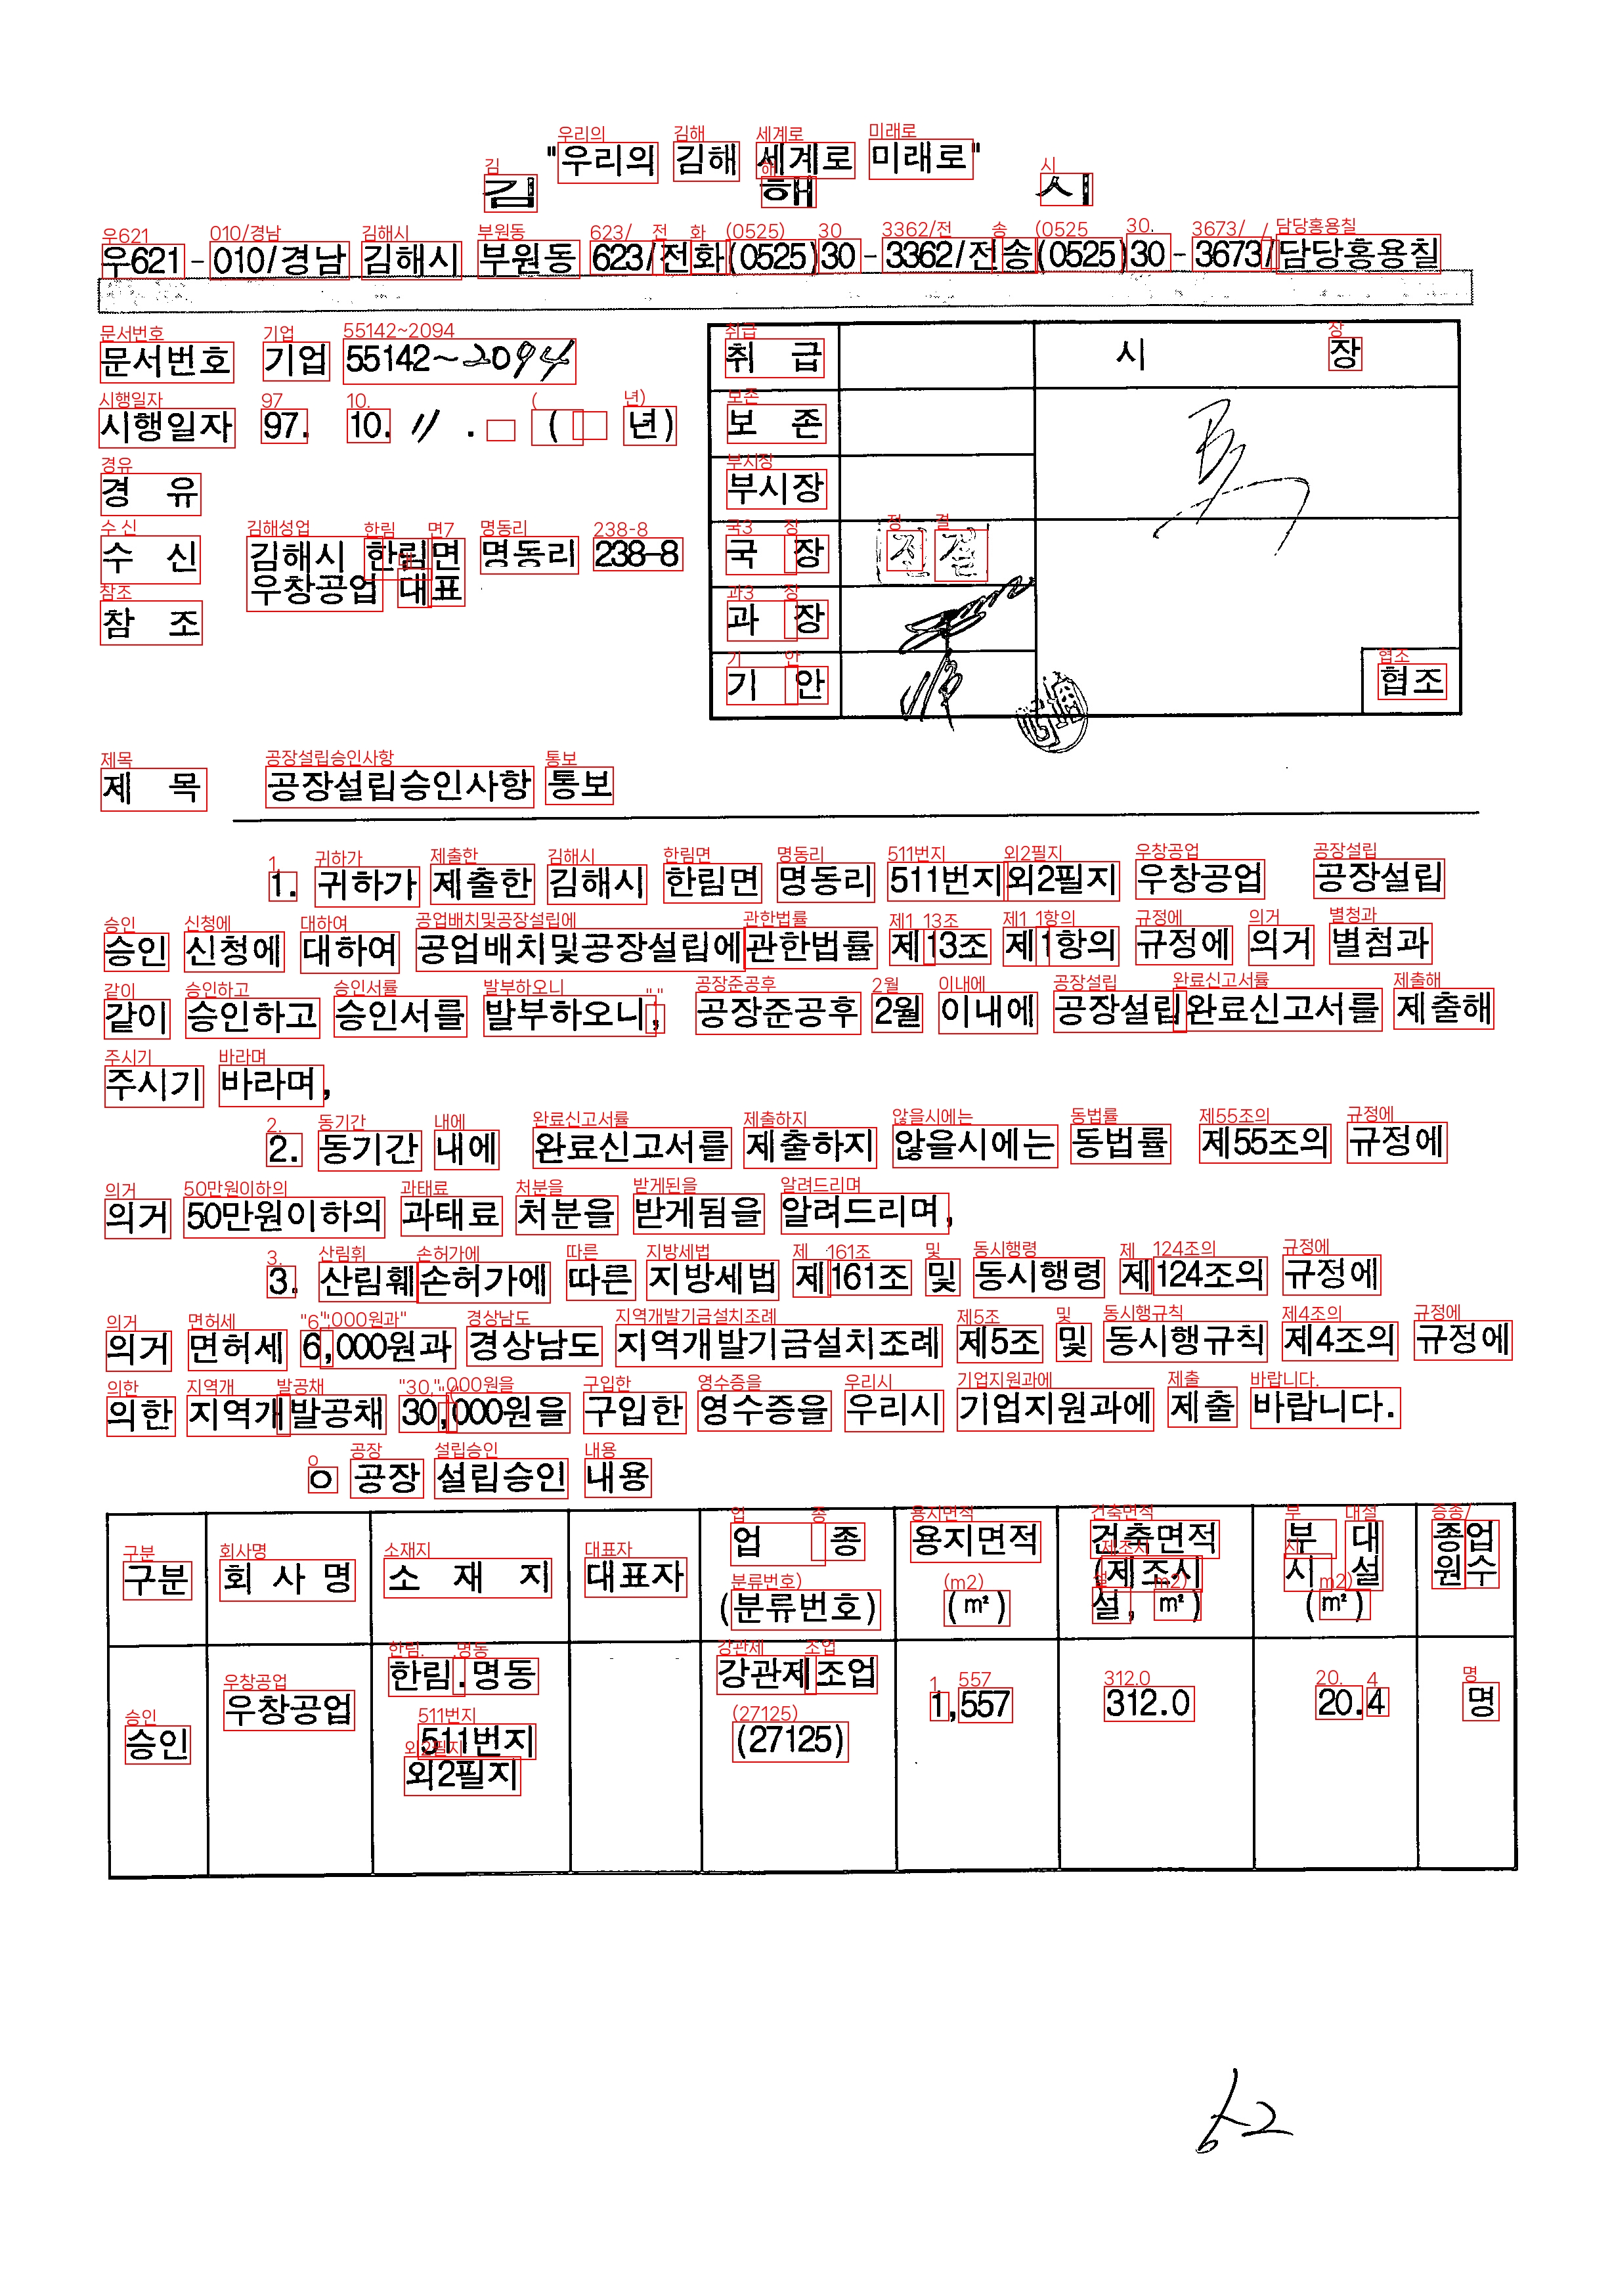 "우리의 김해 세계로 미래로"
김 해 시
우621-010/경남 김해시 부원동 623/전화(0525)30-3362/전송(0525)30-3673/담당홍용칠
문서번호 기업 55142~2094
시행일자 97. 10. 11 . ( 년)
경 유
수 신 김해시 한림면 명동리 238-8
우창공업 대표
참 조
취 급
시 장
보 존
부시장
국 장 전결
과 장
기 안
협조
제 목 공장설립승인사항 통보
1. 귀하가 제출한 김해시 한림면 명동리 511번지외2필지 우창공업 공장설립
승인 신청에 대하여 공업배치및공장설립에관한법률 제13조 제1항의 규정에 의거 별첨과
같이 승인하고 승인서를 발부하오니, 공장준공후 2월 이내에 공장설립완료신고서를 제출해
주시기 바라며,
2. 동기간 내에 완료신고서를 제출하지 않을시에는 동법률 제55조의 규정에
의거 50만원이하의 과태료 처분을 받게됨을 알려드리며,
3. 산림훼손허가에 따른 지방세법 제161조 및 동시행령 제124조의 규정에
의거 면허세 6,000원과 경상남도 지역개발기금설치조례 제5조 및 동시행규칙 제4조의 규정에
의한 지역개발공채 30,000원을 구입한 영수증을 우리시 기업지원과에 제출 바랍니다.
ㅇ 공장 설립승인 내용
구분 회 사 명 소 재 지 대표자 업 종 (분류번호) 용지면적 (㎡) 건축면적 (제조시설, ㎡) 부대시설 (㎡) 종업원수
승인 우창공업 한림.명동 511번지 외2필지 강관제조업 (27125) 1,557 312.0 20.4 명